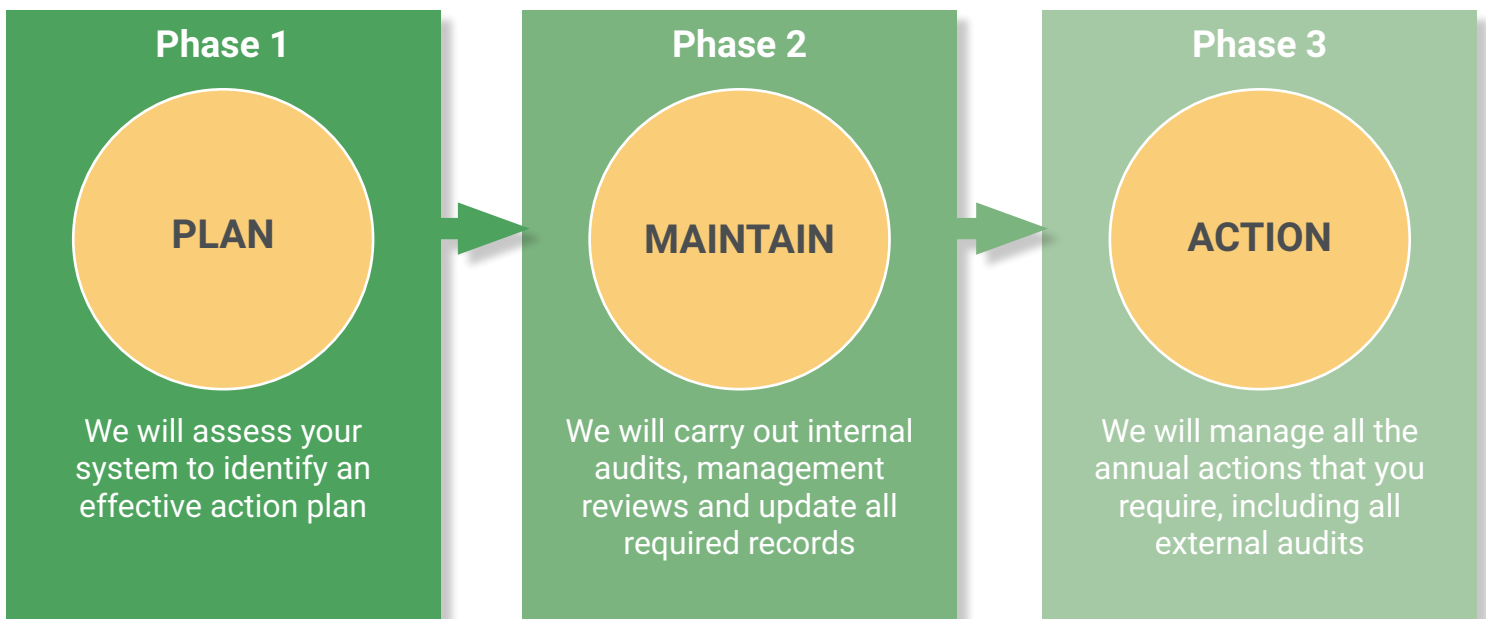 Phase 1
PLAN
We will assess your
system to identify an
effective action plan
Phase 2
MAINTAIN
We will carry out internal
audits, management
reviews and update all
required records
Phase 3
ACTION
We will manage all the
annual actions that you
require, including all
external audits